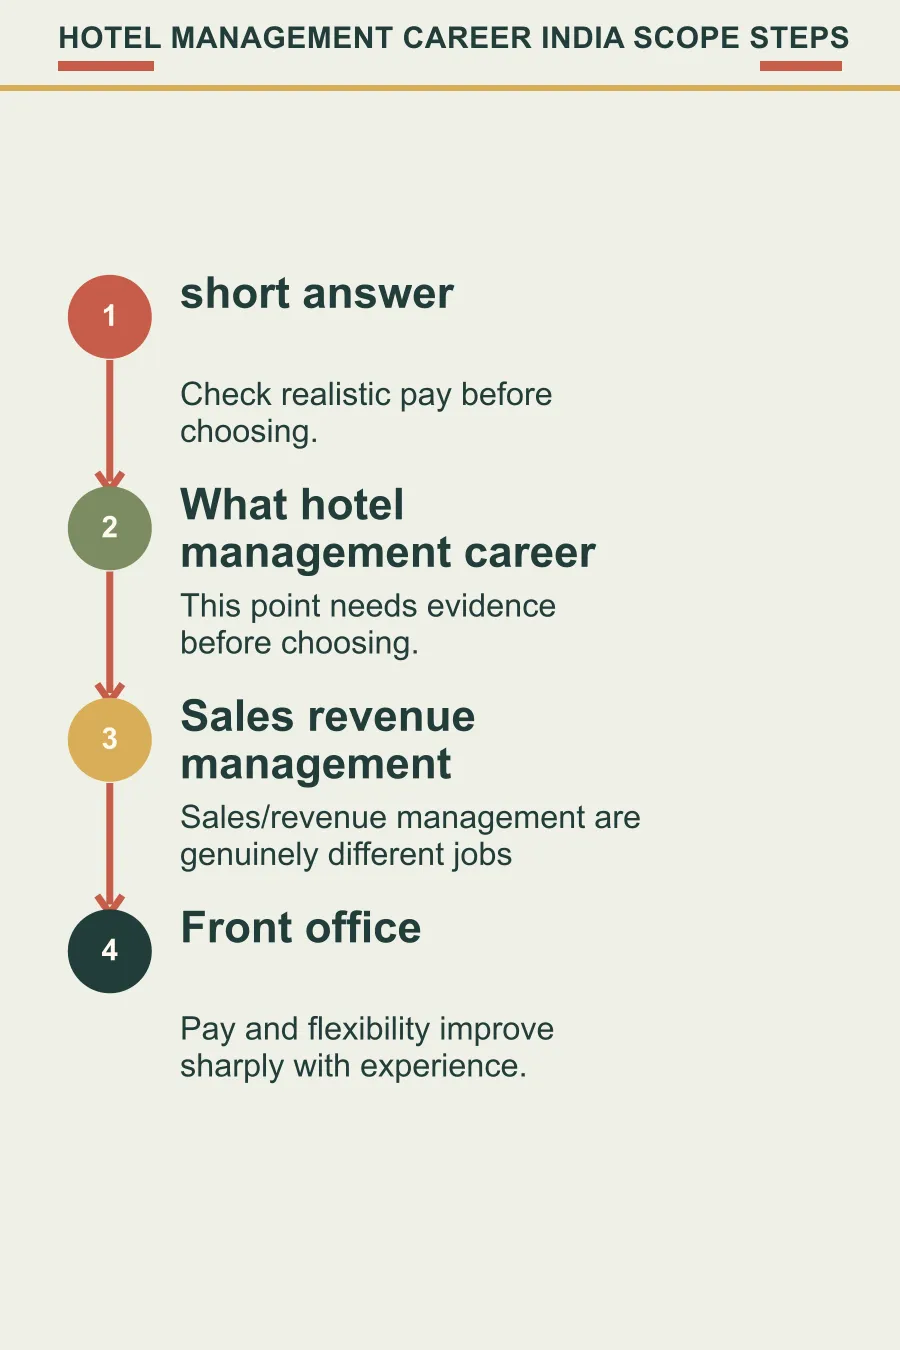 HOTEL MANAGEMENT CAREER INDIA SCOPE STEPS
1
short answer
Check realistic pay before
choosing.
2
What hotel
management career
This point needs evidence
before choosing.
3
Sales revenue
management
Sales/revenue management are
genuinely different jobs
4
Front office
Pay and flexibility improve
sharply with experience.